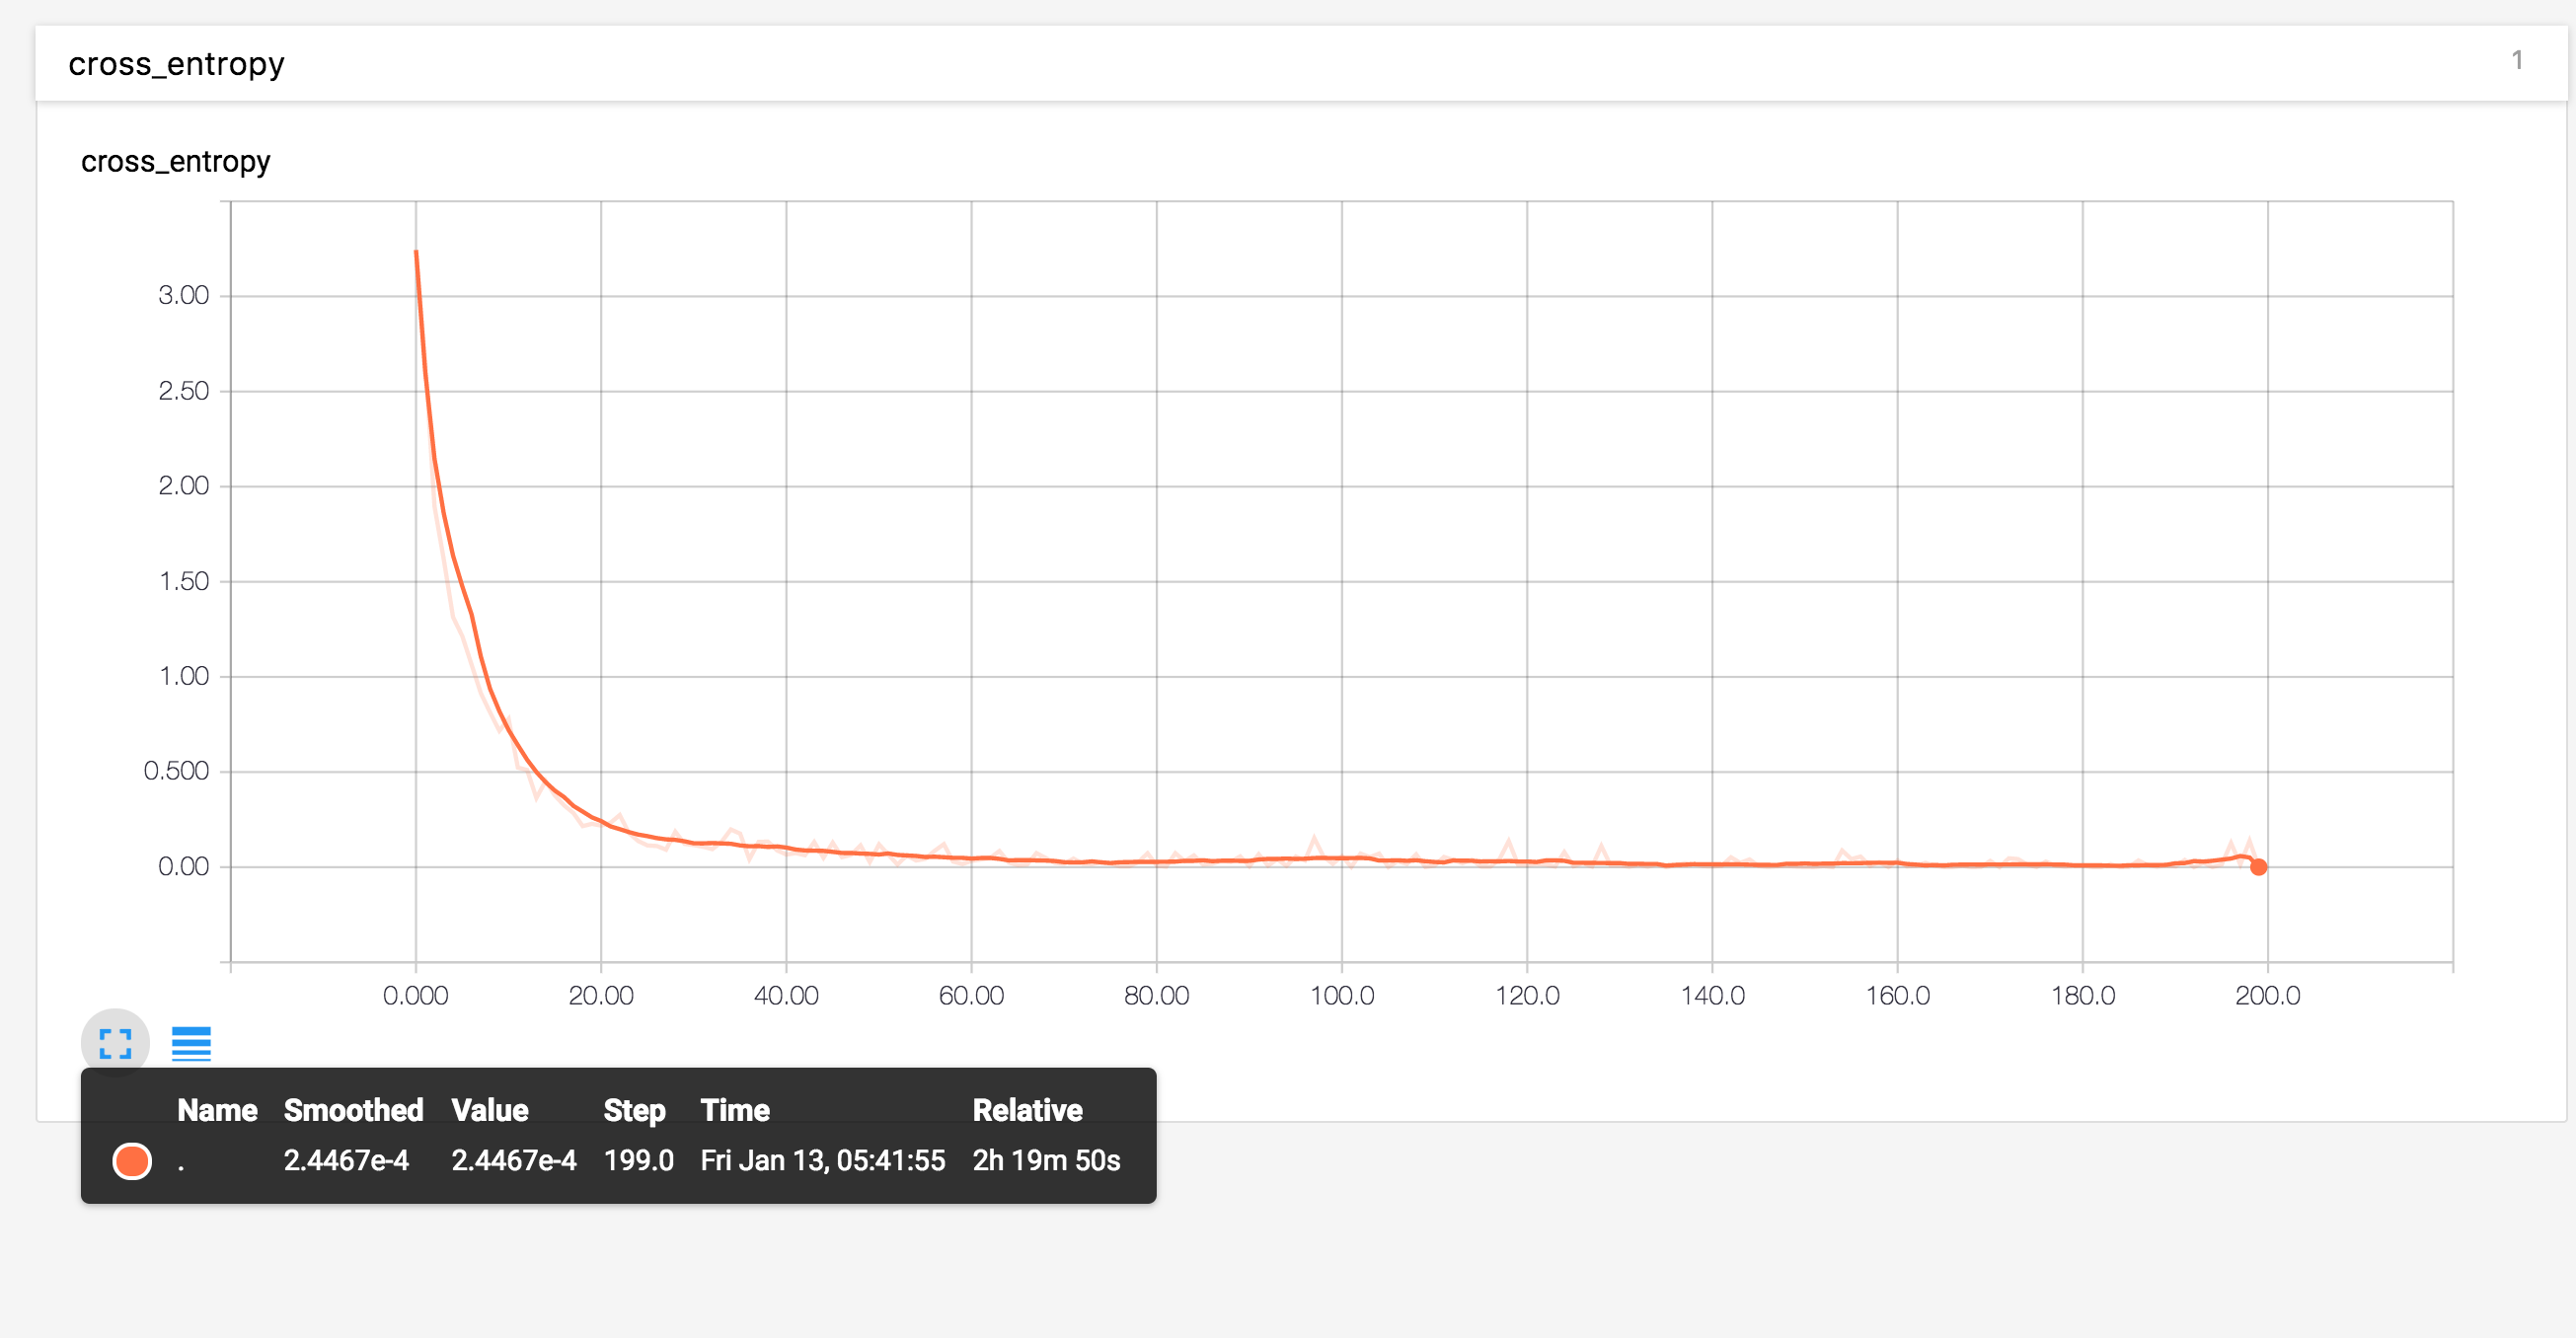 cross_entropy 1
cross_entropy
3.00
2.50
2.00
1.50
1.00
0.500
0.00
0.000 20.00 40.00 60.00 80.00 100.0 120.0 140.0 160.0 180.0 200.0
Name Smoothed Value Step Time Relative
. 2.4467e-4 2.4467e-4 199.0 Fri Jan 13, 05:41:55 2h 19m 50s